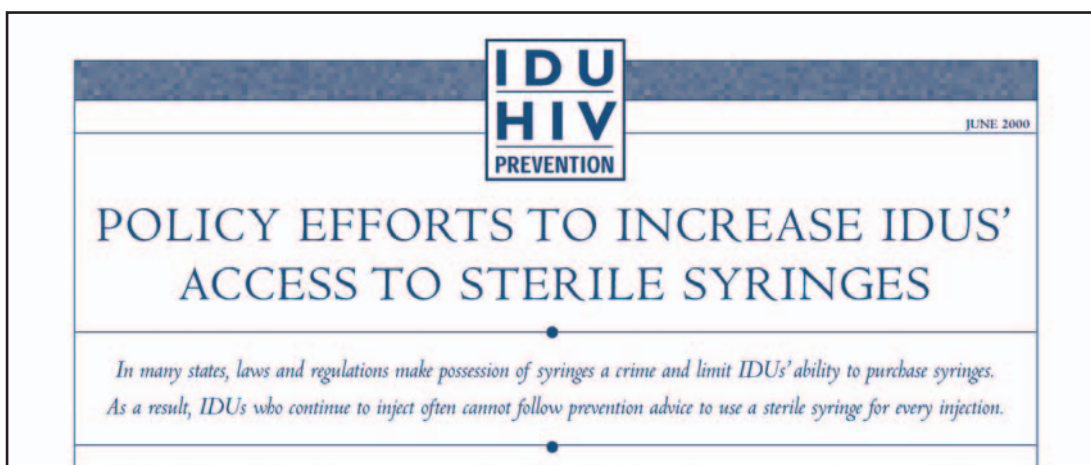 IDU
HIV
PREVENTION
JUNE 2000
POLICY EFFORTS TO INCREASE IDUS’
ACCESS TO STERILE SYRINGES
In many states, laws and regulations make possession of syringes a crime and limit IDUs’ ability to purchase syringes.
As a result, IDUs who continue to inject often cannot follow prevention advice to use a sterile syringe for every injection.